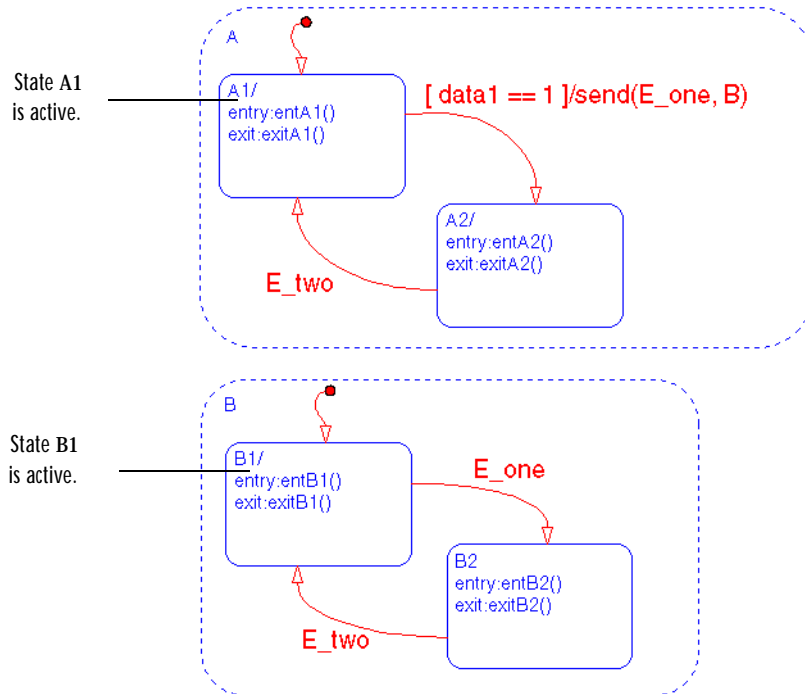 A
State A1
is active.
A1/
entry:entA1()
exit:exitA1()
[ data1 == 1 ]/send(E_one, B)
A2/
entry:entA2()
exit:exitA2()
E_two
B
State B1
is active.
B1/
entry:entB1()
exit:exitB1()
E_one
B2
entry:entB2()
exit:exitB2()
E_two